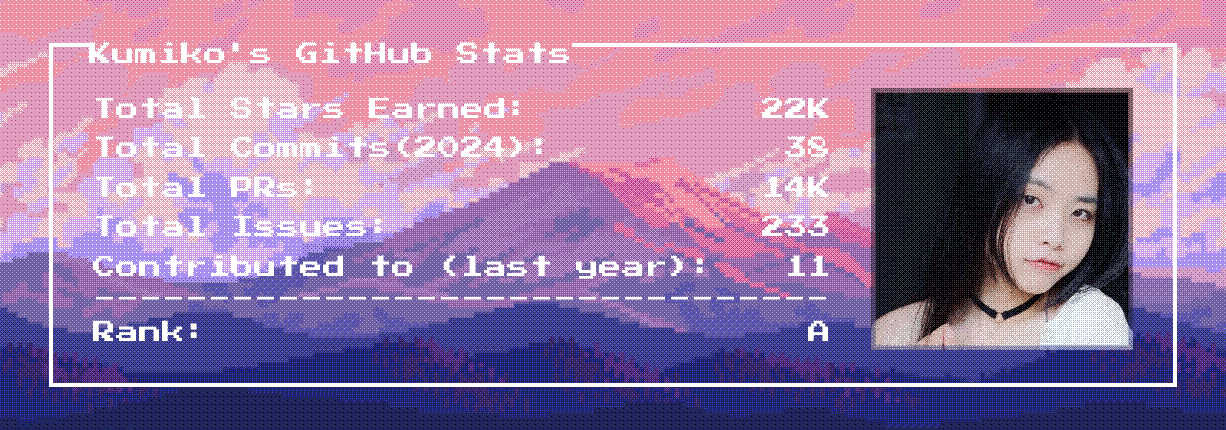 Kumiko's GitHub Stats
Total Stars Earned: 22K
Total Commits(2024): 38
Total PRs: 14K
Total Issues: 233
Contributed to (last year): 11
Rank: A